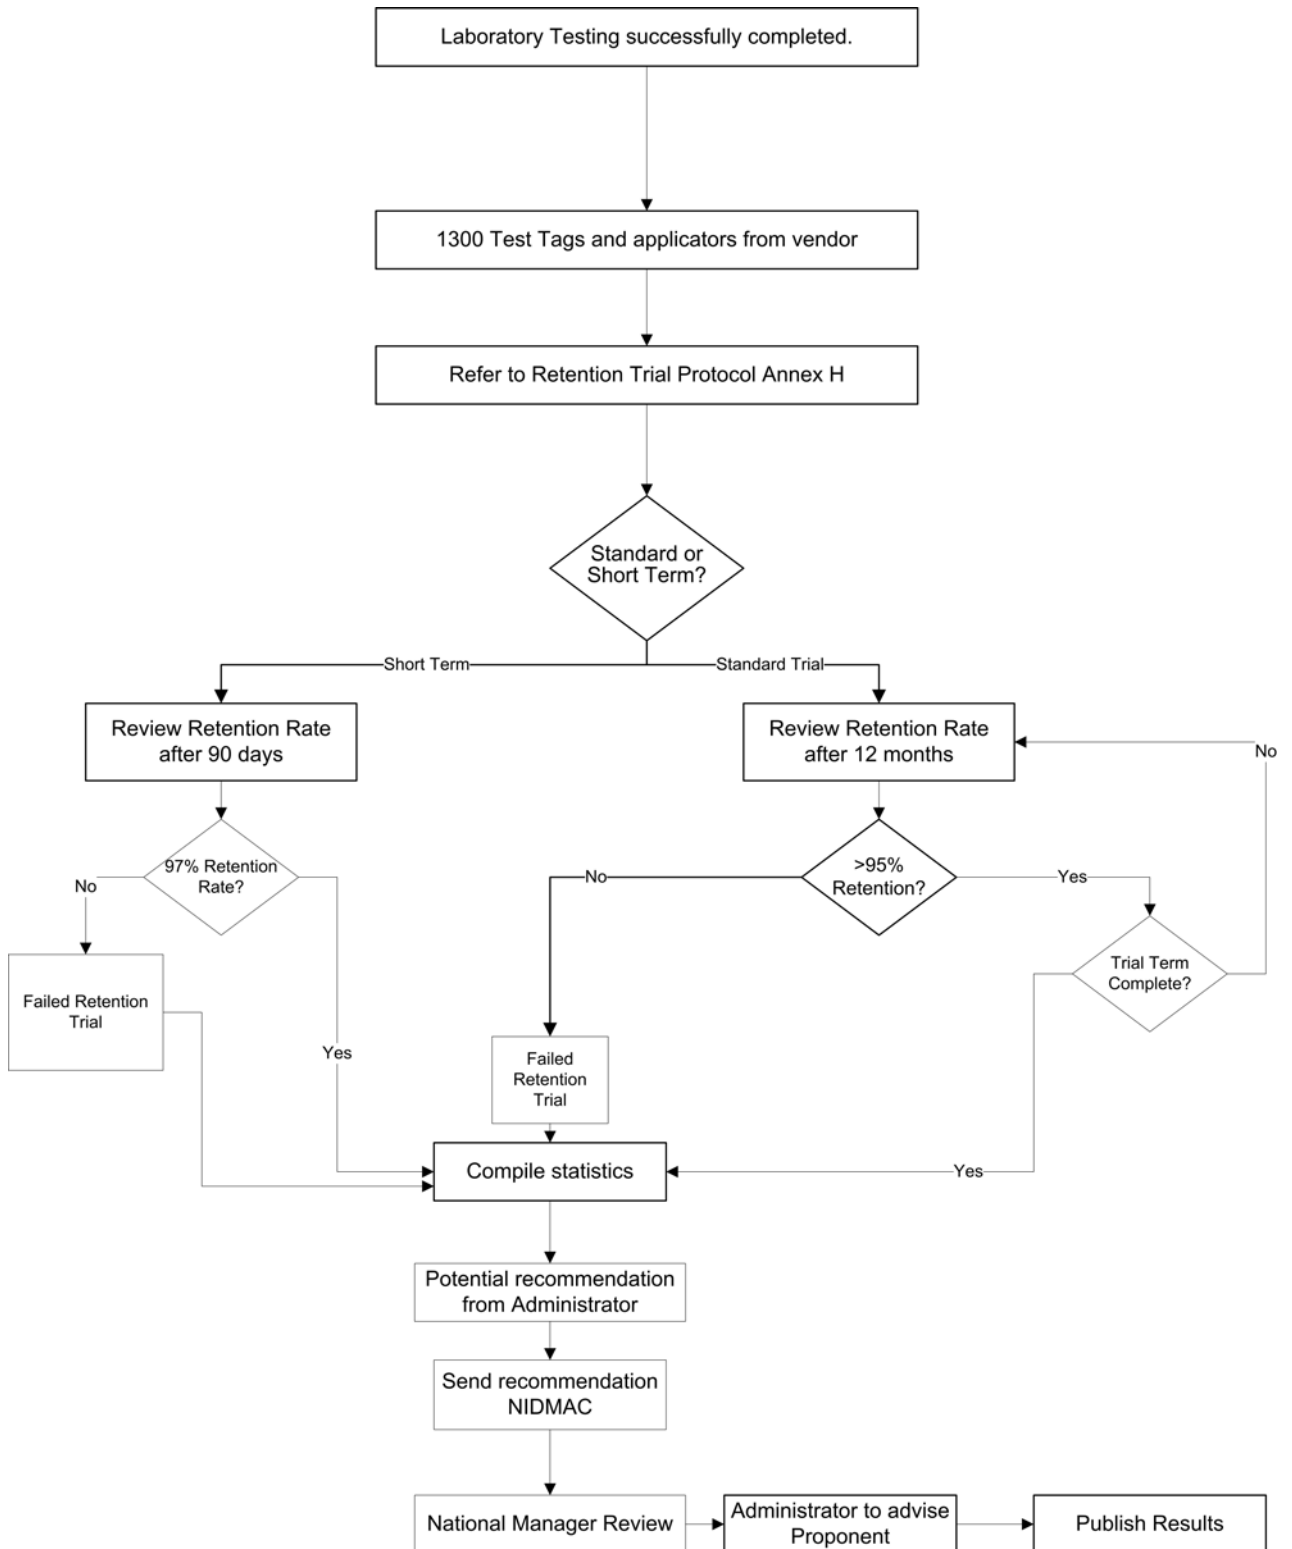 Laboratory Testing successfully completed.
1300 Test Tags and applicators from vendor
Refer to Retention Trial Protocol Annex H
Standard or
Short Term?
Short Term
Standard Trial
Review Retention Rate
after 90 days
Review Retention Rate
after 12 months
No
97% Retention
Rate?
No
>95%
Retention?
No
Yes
Trial Term
Complete?
Failed Retention
Trial
Yes
Failed
Retention
Trial
Compile statistics
Yes
Potential recommendation
from Administrator
Send recommendation
NIDMAC
National Manager Review
Administrator to advise
Proponent
Publish Results